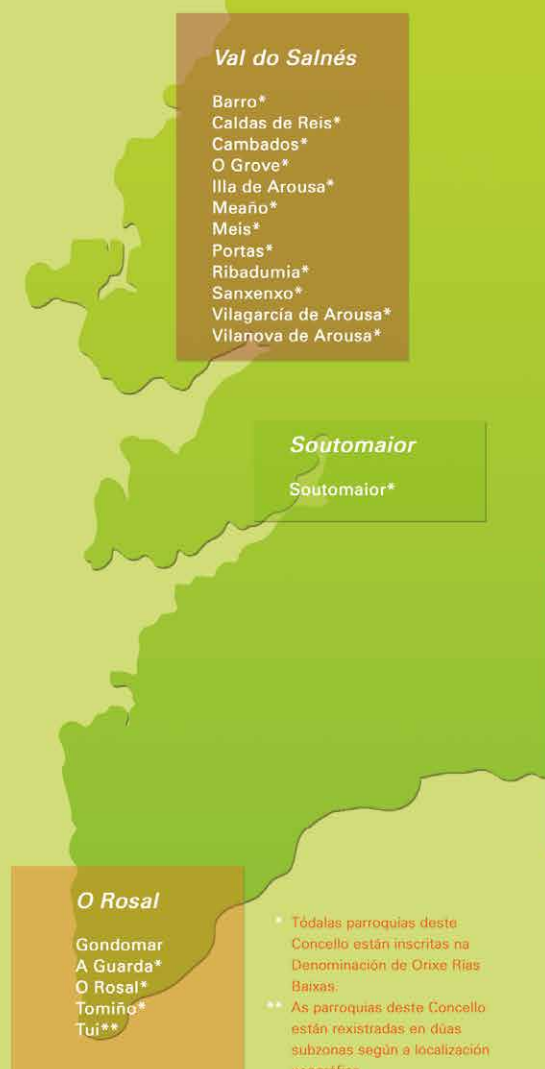 Val do Salnés
Barro*
Caldas de Reis*
Cambados*
O Grove*
Illa de Arousa*
Meaño*
Meis*
Portas*
Ribadumia*
Sanxenxo*
Vilagarcía de Arousa*
Vilanova de Arousa*
Soutomaior
Soutomaior*
O Rosal
Gondomar
A Guarda*
O Rosal*
Tomiño*
Tui**
* Tódalas parroquias deste
Concello están inscritas na
Denominación de Orixe Rías
Baixas.
** As parroquias deste Concello
están rexistradas en dúas
subzonas según a localización